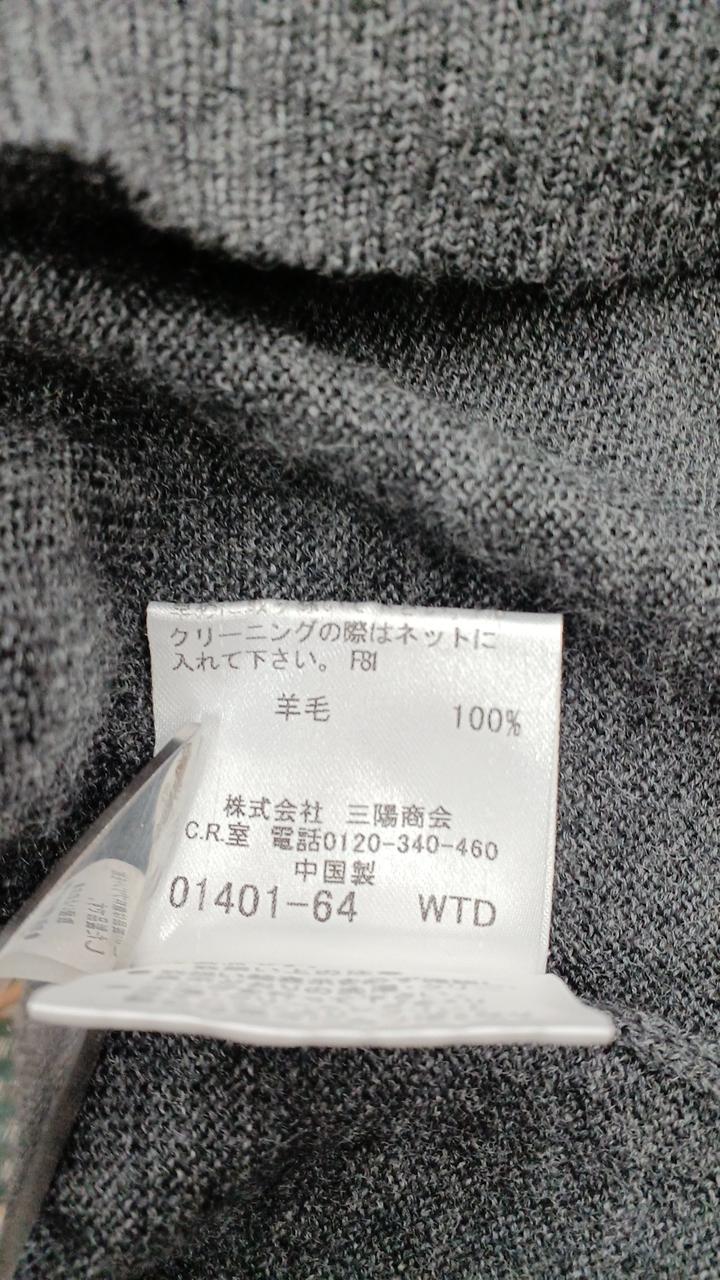 クリーニングの際はネットに
入れて下さい。 F81
羊毛 100%
株式会社 三陽商会
C.R.室 電話0120-340-460
中国製
01401-64 WTD